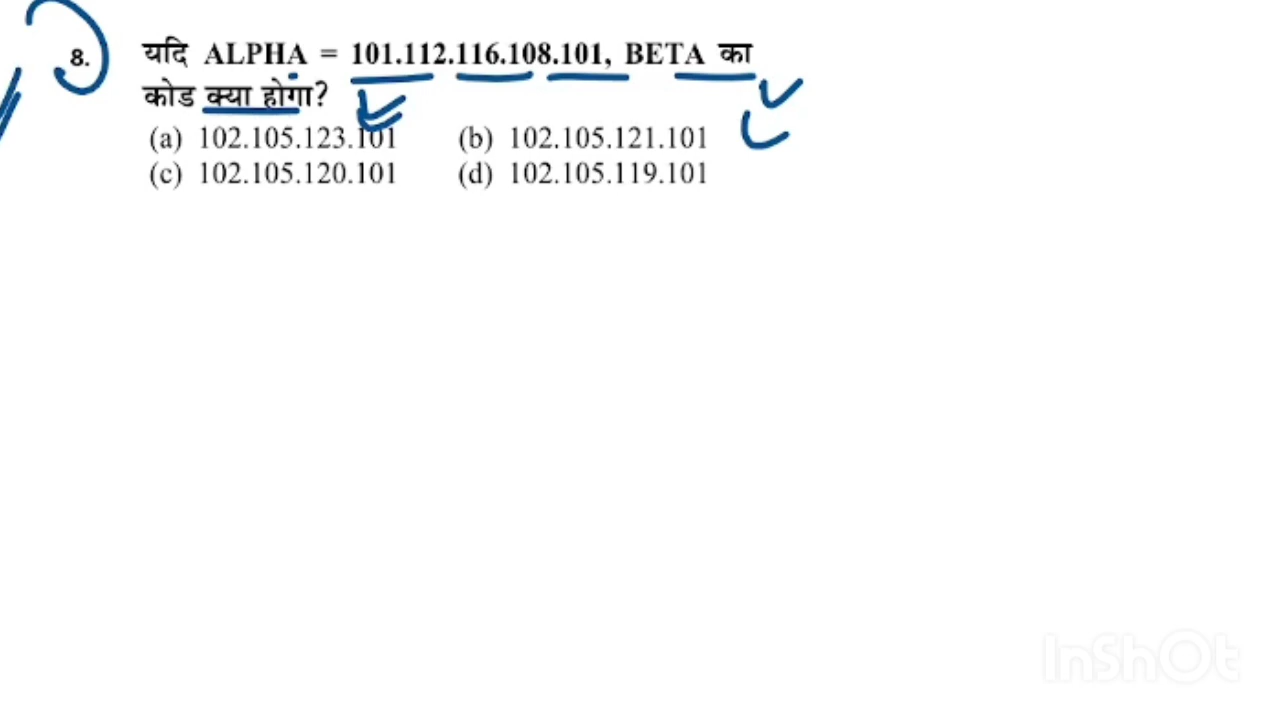 8. यदि ALPHA = 101.112.116.108.101, BETA का
कोड क्या होगा?
(a) 102.105.123.101 (b) 102.105.121.101
(c) 102.105.120.101 (d) 102.105.119.101
InShOt